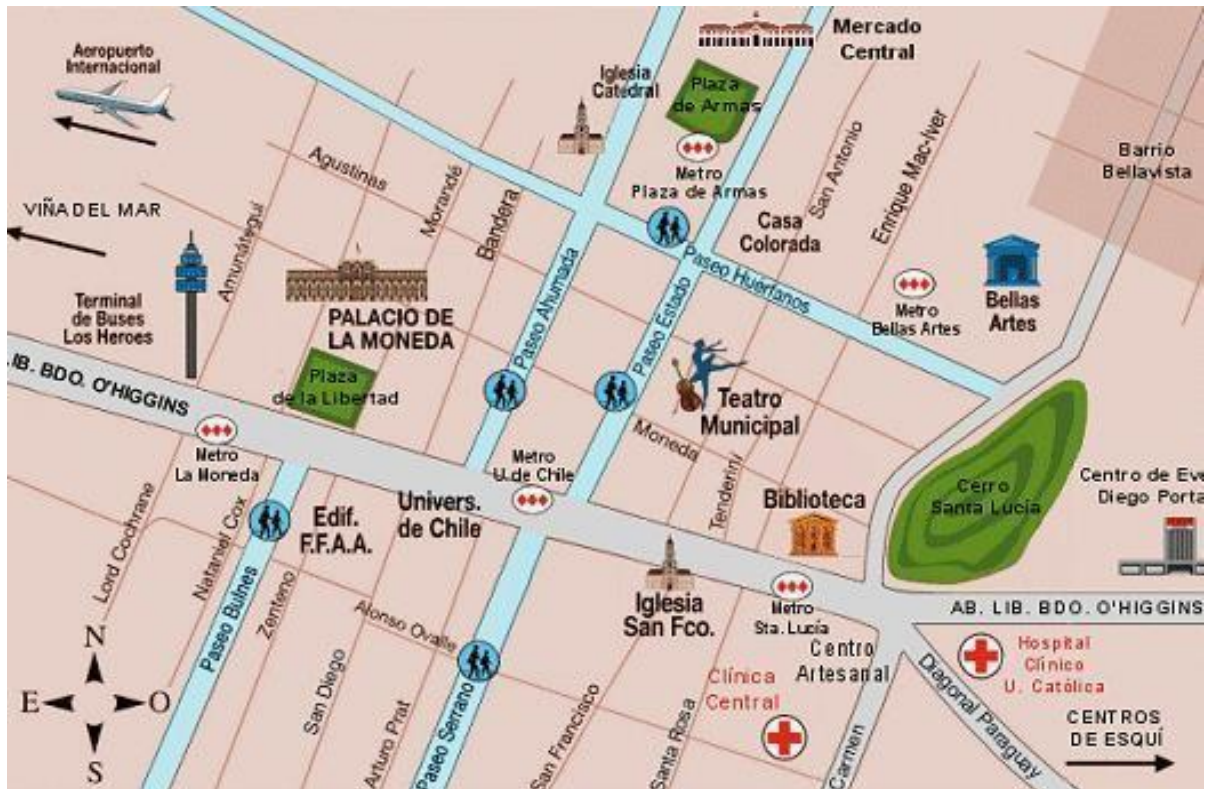 Aeropuerto
Internacional
Mercado
Central
Iglesia
Catedral
Plaza
de Armas
Metro
Plaza de Armas
Barrio
Bellavista
Agustinas
San Antonio
Enrique Mac-Iver
Morandé
Bandera
Amunátegui
VIÑA DEL MAR
Casa
Colorada
Paseo Huérfanos
Terminal
de Buses
Los Heroes
PALACIO DE
LA MONEDA
Paseo Ahumada
Paseo Estado
Metro
Bellas Artes
Bellas
Artes
Plaza
de la Libertad
LIB. BDO. O'HIGGINS
Teatro
Municipal
Moneda
Tenderini
Metro
La Moneda
Metro
U. de Chile
Univers.
de Chile
Biblioteca
Cerro
Santa Lucía
Centro de Eve
Diego Porta
Edif.
F.F.A.A.
Lord Cochrane
Nataniel Cox
Paseo Bulnes
Zenteno
Alonso Ovalle
Iglesia
San Fco.
Metro
Sta. Lucía
AB. LIB. BDO. O'HIGGINS
Centro
Artesanal
Hospital
Clínico
U. Católica
Clínica
Central
N
E
O
S
San Diego
Arturo Prat
Paseo Serrano
San Francisco
Santa Rosa
Carmen
Diagonal Paraguay
CENTROS
DE ESQUÍ